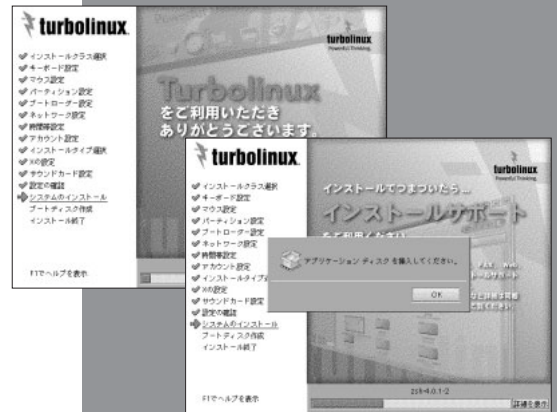 turbolinux
インストールクラス選択
キーボード設定
マウス設定
パーティション設定
ブートローダー設定
ネットワーク設定
時間帯設定
アカウント設定
インストールタイプ選択
Xの設定
サウンドカード設定
設定の確認
システムのインストール
ブートディスク作成
インストール終了
F1でヘルプを表示
turbolinux
Powerful Thinking.
Turbolinux
をご利用いただき
ありがとうございます。
turbolinux
インストールクラス選択
キーボード設定
マウス設定
パーティション設定
ブートローダー設定
ネットワーク設定
時間帯設定
アカウント設定
インストールタイプ
Xの設定
サウンドカード設定
設定の確認
システムのインストール
ブートディスク作成
インストール終了
F1でヘルプを表示
turbolinux
Powerful Thinking.
インストールでつまづいたら...
インストールサポート
アプリケーション ディスク を挿入してください。
OK
zsh-4.0.1-2
詳細を表示